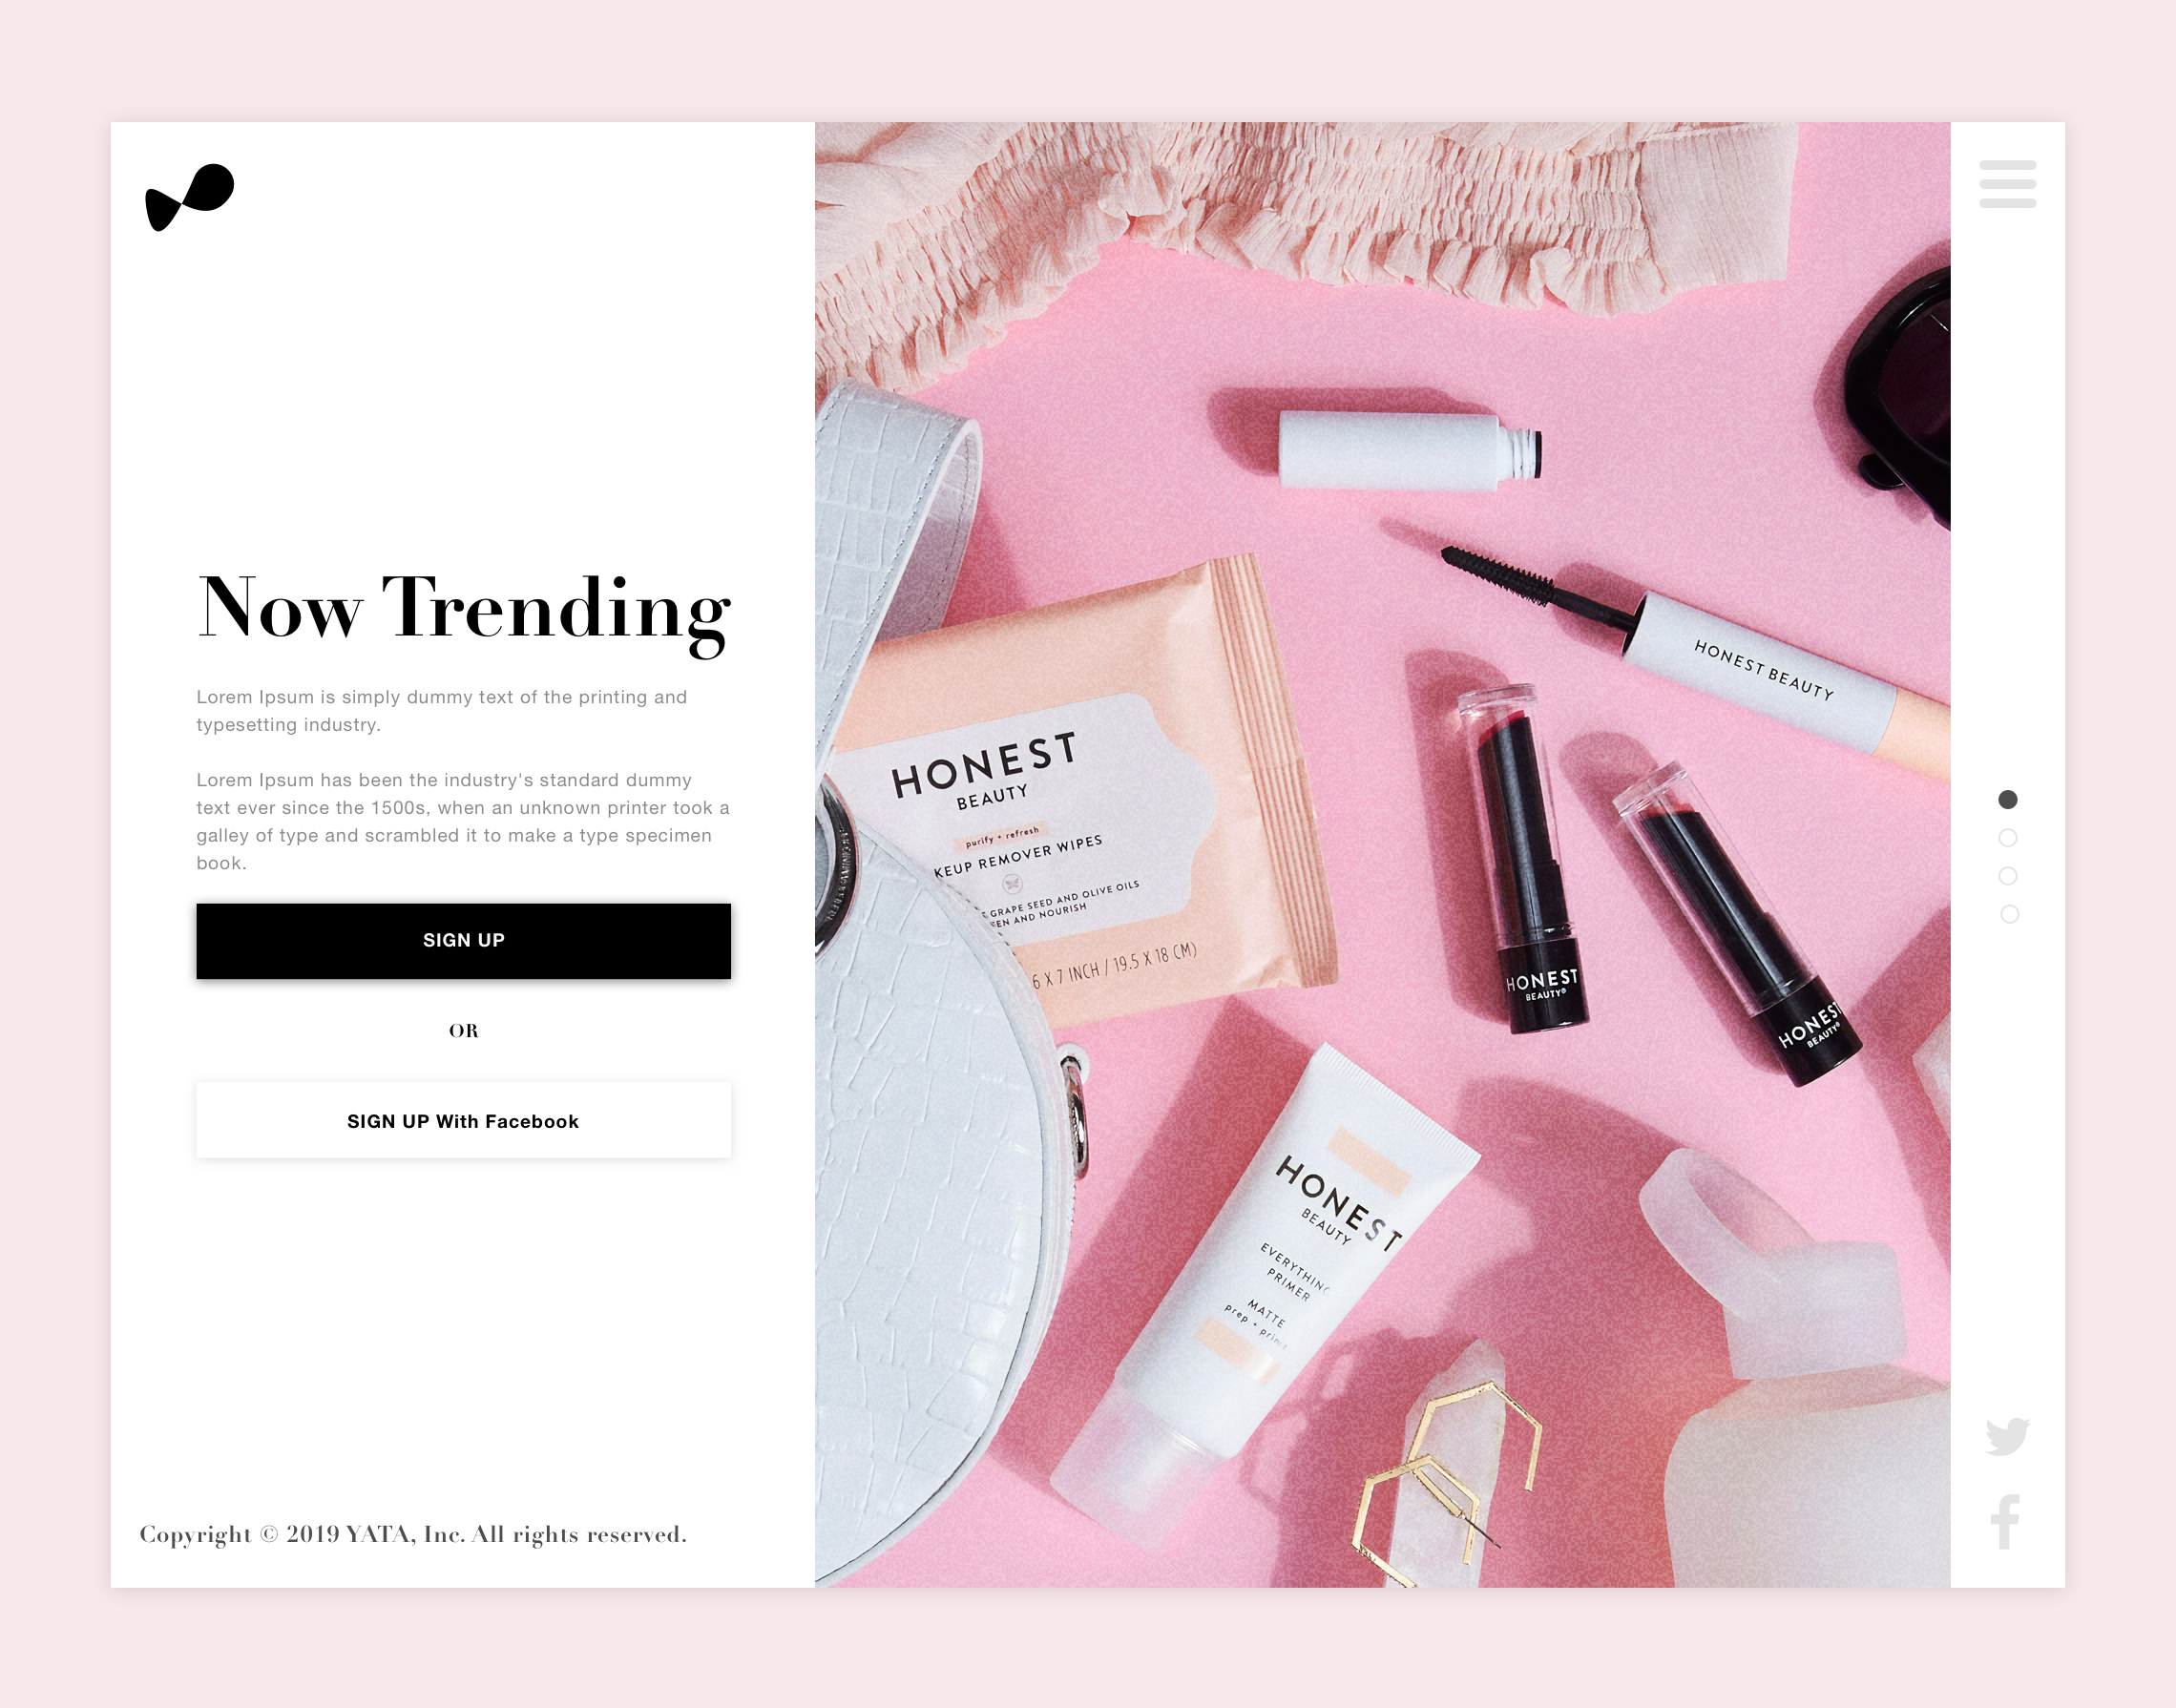 Now Trending
Lorem Ipsum is simply dummy text of the printing and
typesetting industry.
Lorem Ipsum has been the industry's standard dummy
text ever since the 1500s, when an unknown printer took a
galley of type and scrambled it to make a type specimen
book.
SIGN UP
OR
SIGN UP With Facebook
Copyright © 2019 YATA, Inc. All rights reserved.
HONEST BEAUTY
HONEST
BEAUTY
purify + refresh
KEUP REMOVER WIPES
GRAPE SEED AND OLIVE OILS
EEN AND NOURISH
6 X 7 INCH / 19.5 X 18 CM)
HONEST
BEAUTY
HONEST
BEAUTY
HONEST
BEAUTY
EVERYTHING
PRIMER
MATTE
prep + prime